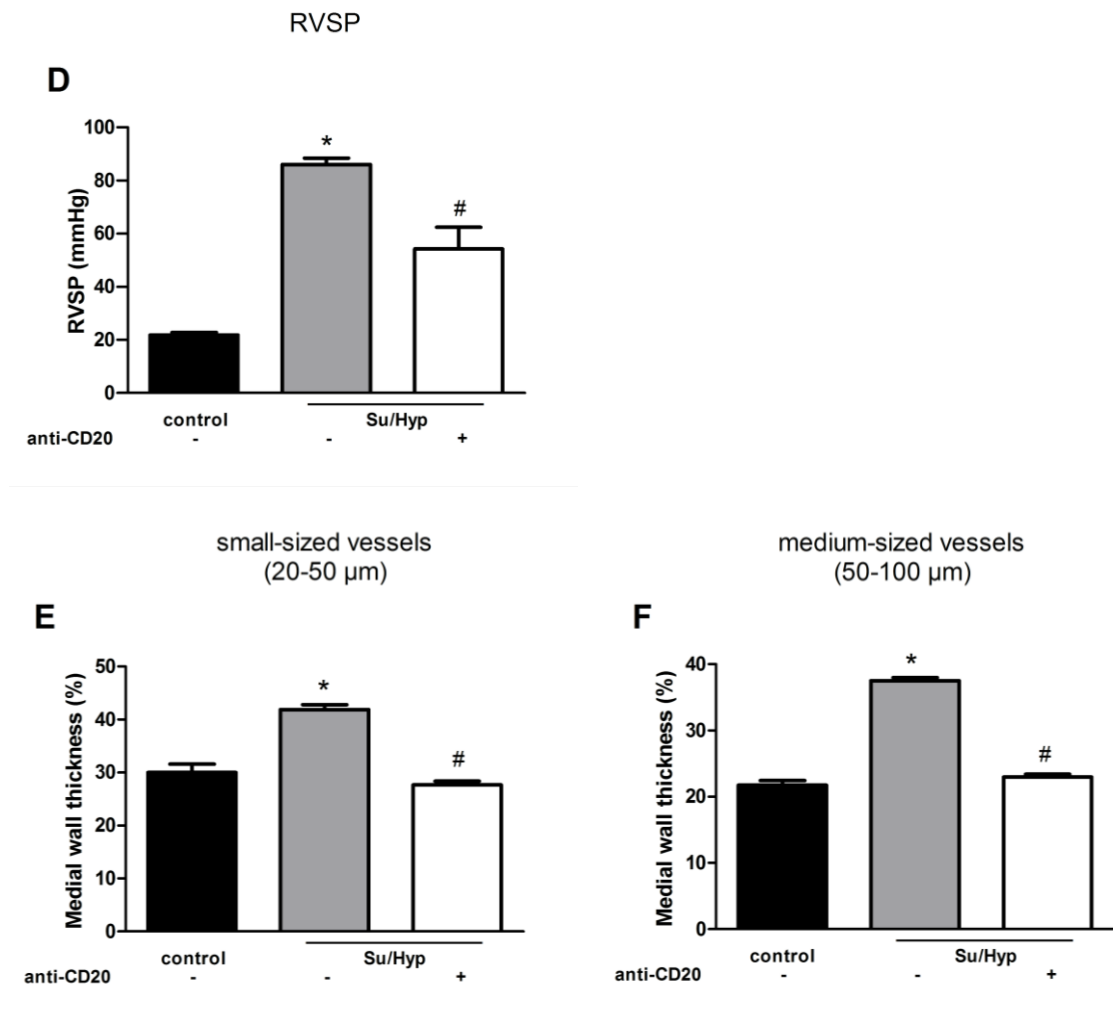 RVSP
D
RVSP (mmHg)
100
80
60
40
20
0
*
#
control
Su/Hyp
anti-CD20 - - +
small-sized vessels
(20-50 µm)
E
Medial wall thickness (%)
50
40
30
20
10
0
*
#
control
Su/Hyp
anti-CD20 - - +
medium-sized vessels
(50-100 µm)
F
Medial wall thickness (%)
40
30
20
10
0
*
#
control
Su/Hyp
anti-CD20 - - +